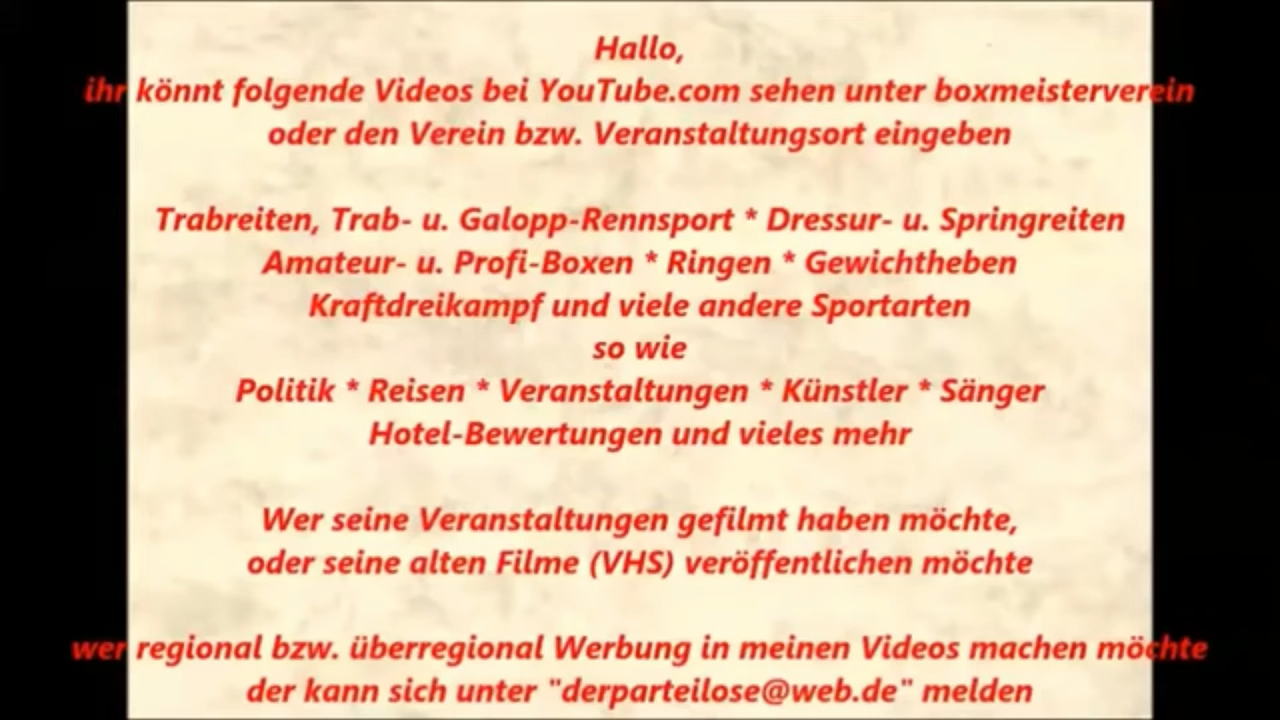 Hallo,
ihr könnt folgende Videos bei YouTube.com sehen unter boxmeisterverein
oder den Verein bzw. Veranstaltungsort eingeben
Trabreiten, Trab- u. Galopp-Rennsport * Dressur- u. Springreiten
Amateur- u. Profi-Boxen * Ringen * Gewichtheben
Kraftdreikampf und viele andere Sportarten
so wie
Politik * Reisen * Veranstaltungen * Künstler * Sänger
Hotel-Bewertungen und vieles mehr
Wer seine Veranstaltungen gefilmt haben möchte,
oder seine alten Filme (VHS) veröffentlichen möchte
wer regional bzw. überregional Werbung in meinen Videos machen möchte
der kann sich unter "derparteilose@web.de" melden